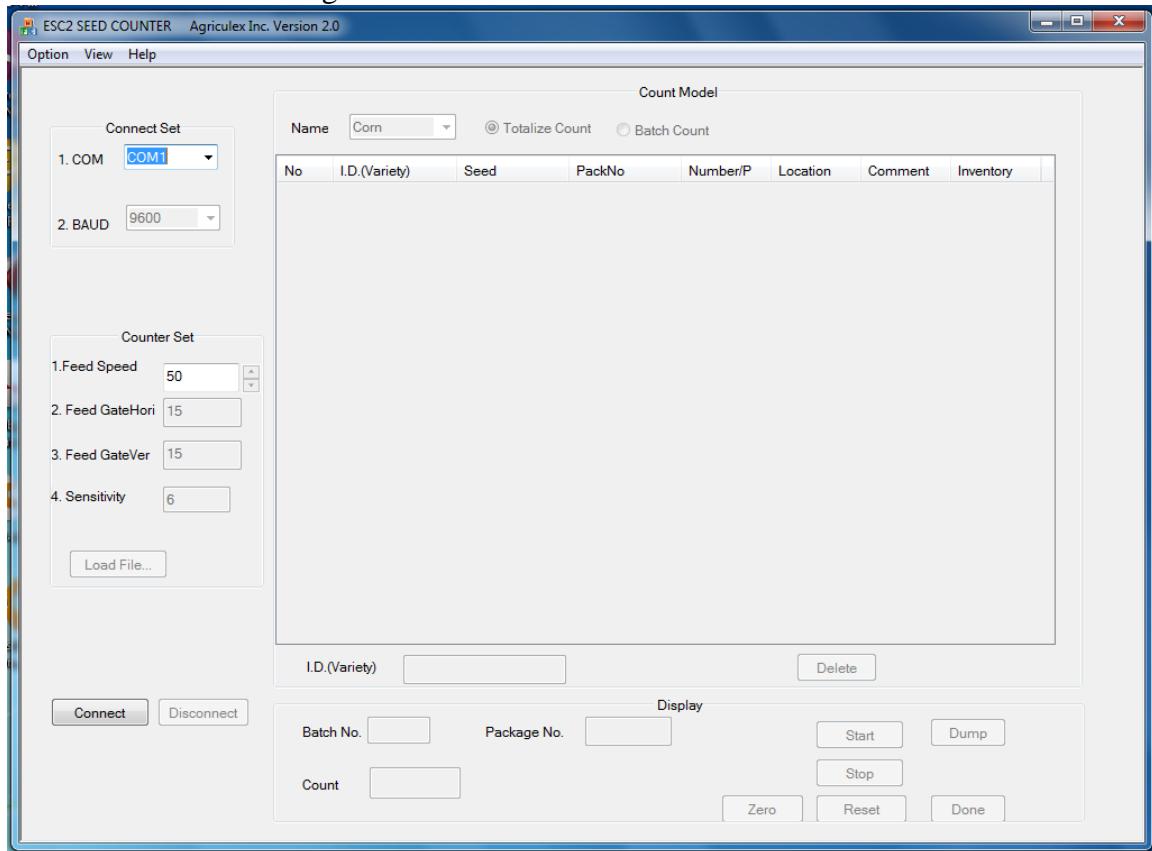 ESC2 SEED COUNTER Agriculex Inc. Version 2.0
Option View Help
Connect Set
1. COM COM1
2. BAUD 9600
Counter Set
1.Feed Speed 50
2. Feed GateHori 15
3. Feed GateVer 15
4. Sensitivity 6
Load File...
Connect Disconnect
Count Model
Name Corn Totalize Count Batch Count
No I.D.(Variety) Seed PackNo Number/P Location Comment Inventory
I.D.(Variety) Delete
Display
Batch No. Package No. Start Dump
Count Stop
Zero Reset Done